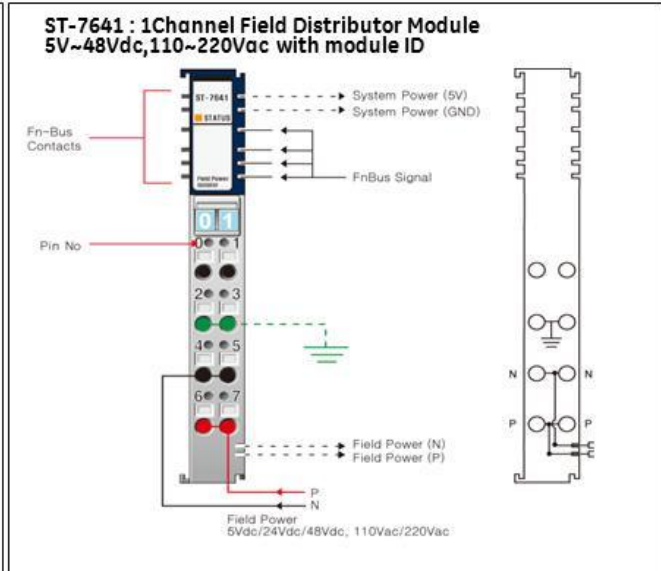 ST-7641 : 1Channel Field Distributor Module
5V~48Vdc,110~220Vac with module ID
ST-7641
STATUS
System Power (5V)
System Power (GND)
Fn-Bus
Contacts
FnBus Signal
Field Power
01
Pin No
0 1
2 3
4 5
6 7
N N
P P
Field Power (N)
Field Power (P)
P
N
Field Power
5Vdc/24Vdc/48Vdc, 110Vac/220Vac